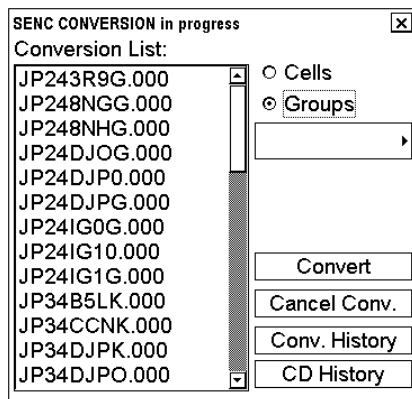 SENC CONVERSION in progress
Conversion List:
JP243R9G.000
JP248NGG.000
JP248NHG.000
JP24DJOG.000
JP24DJP0.000
JP24DJPG.000
JP24IG0G.000
JP24IG10.000
JP24IG1G.000
JP34B5LK.000
JP34CCNK.000
JP34DJPK.000
JP34DJPO.000
Cells
Groups
Convert
Cancel Conv.
Conv. History
CD History